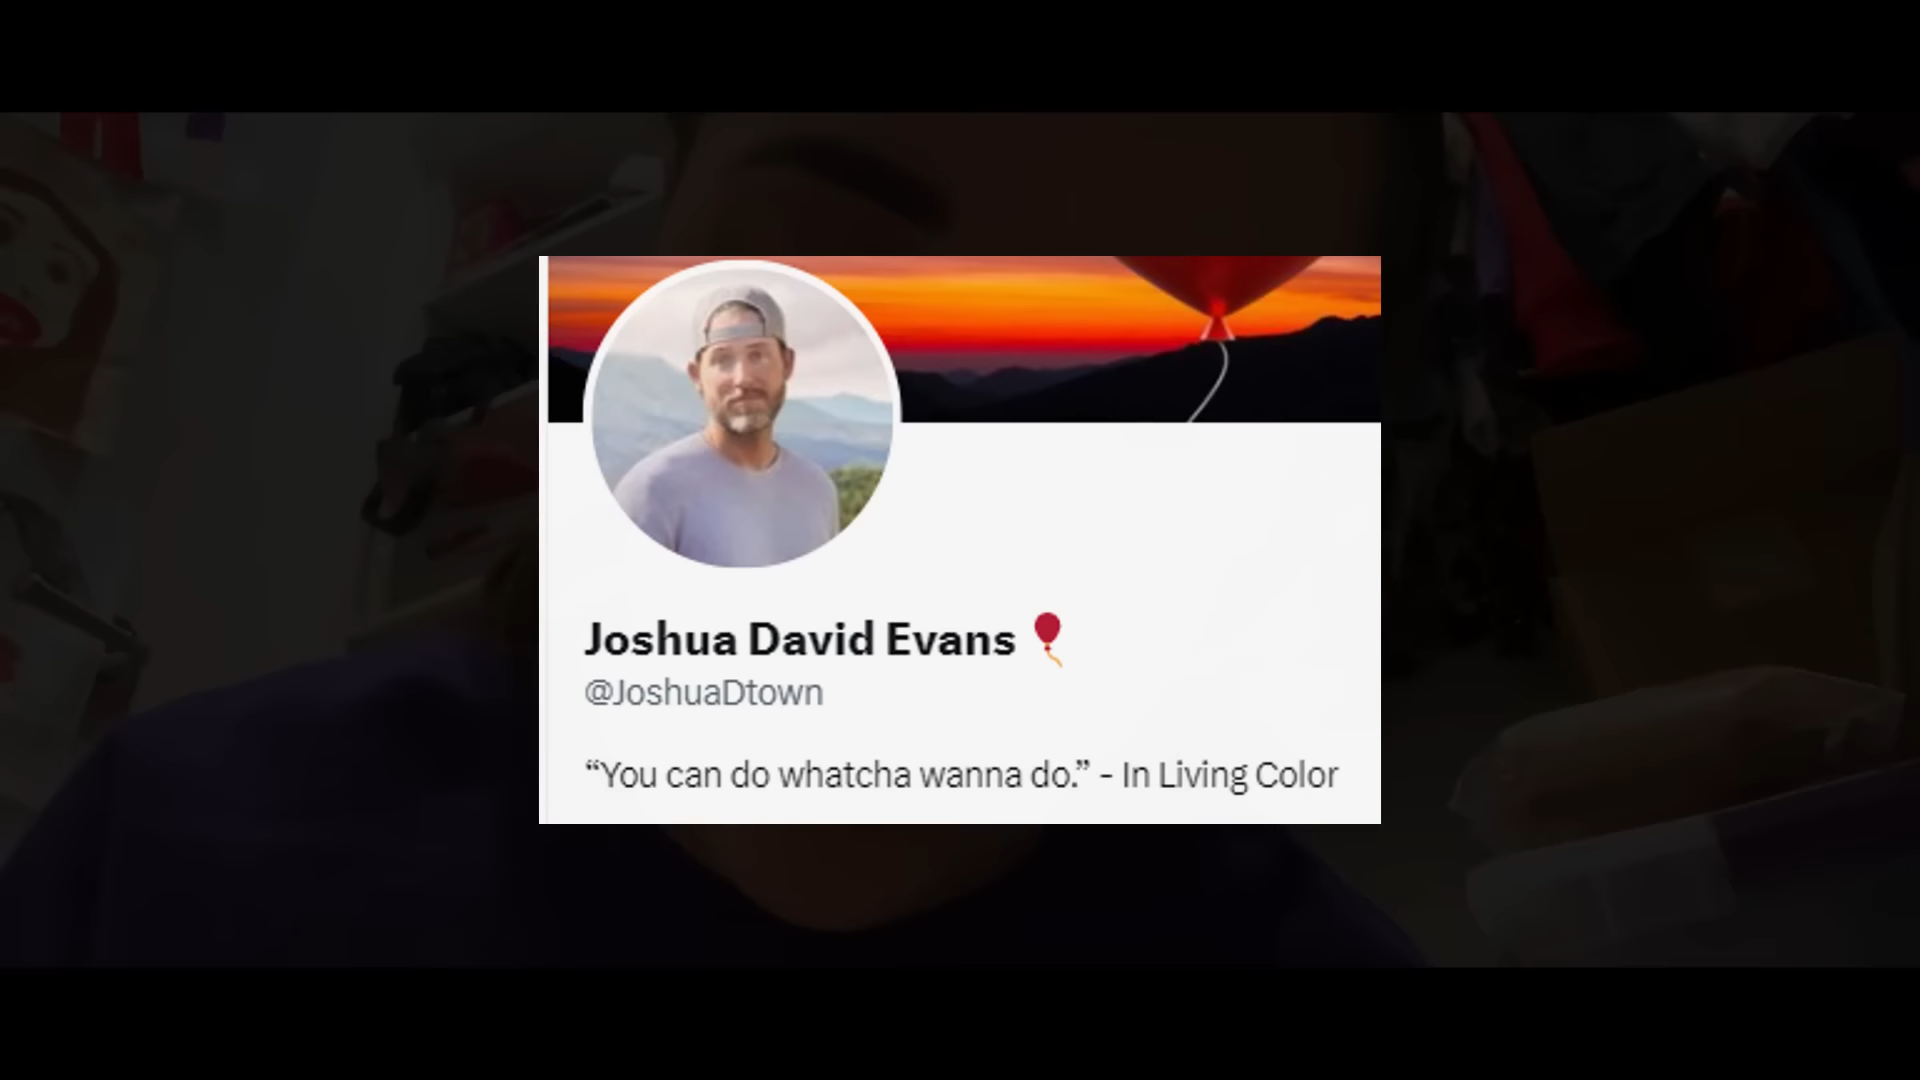 Joshua David Evans 🎈
@JoshuaDtown
“You can do whatcha wanna do.” - In Living Color